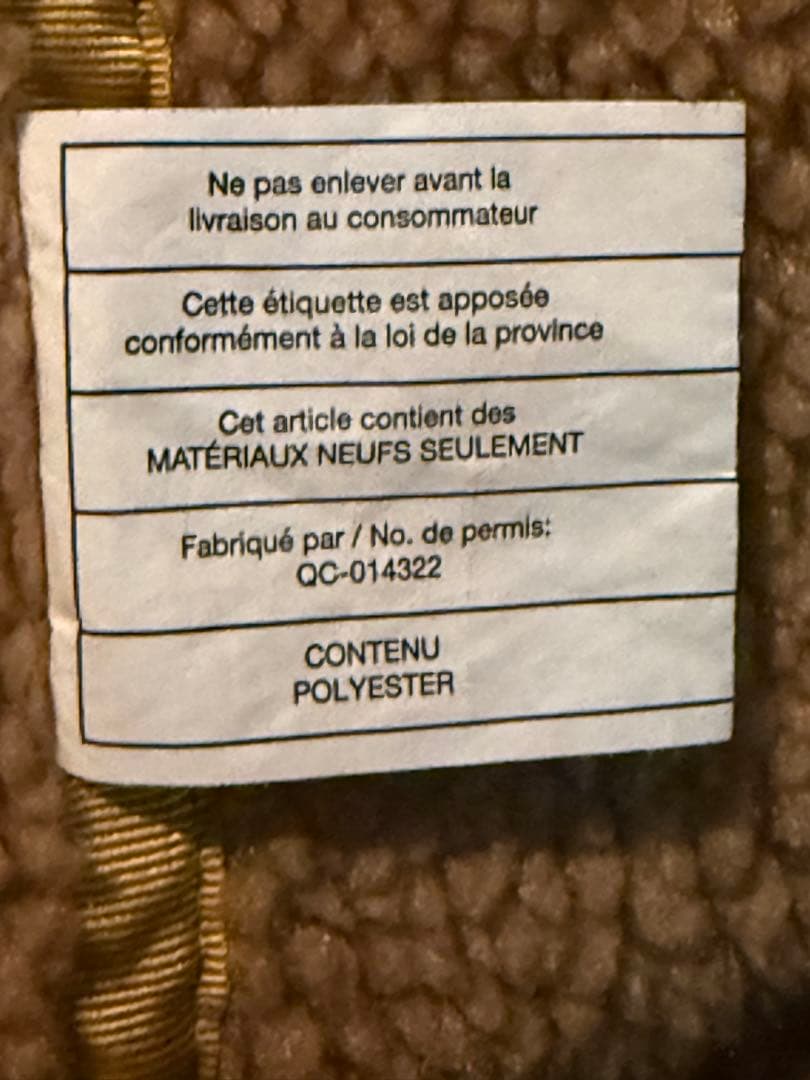 Ne pas enlever avant la
livraison au consommateur
Cette étiquette est apposée
conformément à la loi de la province
Cet article contient des
MATÉRIAUX NEUFS SEULEMENT
Fabriqué par / No. de permis:
QC-014322
CONTENU
POLYESTER